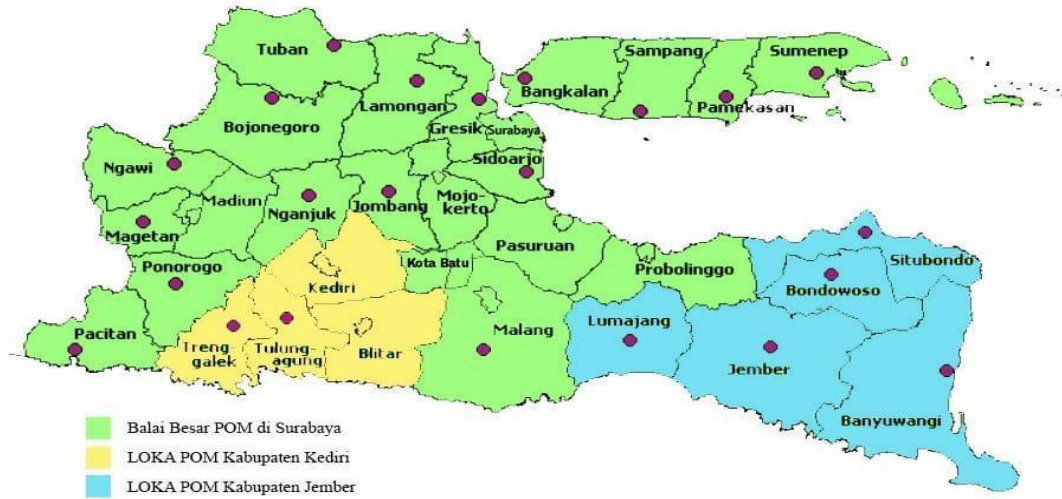 Tuban
Lamongan
Bojonegoro
Gresik
Surabaya
Sidoarjo
Bangkalan
Sampang
Pamekasan
Sumenep
Ngawi
Madiun
Magetan
Nganjuk
Jombang
Mojo-
kerto
Pasuruan
Ponorogo
Kediri
Kota Batu
Probolinggo
Situbondo
Bondowoso
Pacitan
Treng-
galek
Tulung-
agung
Blitar
Malang
Lumajang
Jember
Banyuwangi
Balai Besar POM di Surabaya
LOKA POM Kabupaten Kediri
LOKA POM Kabupaten Jember